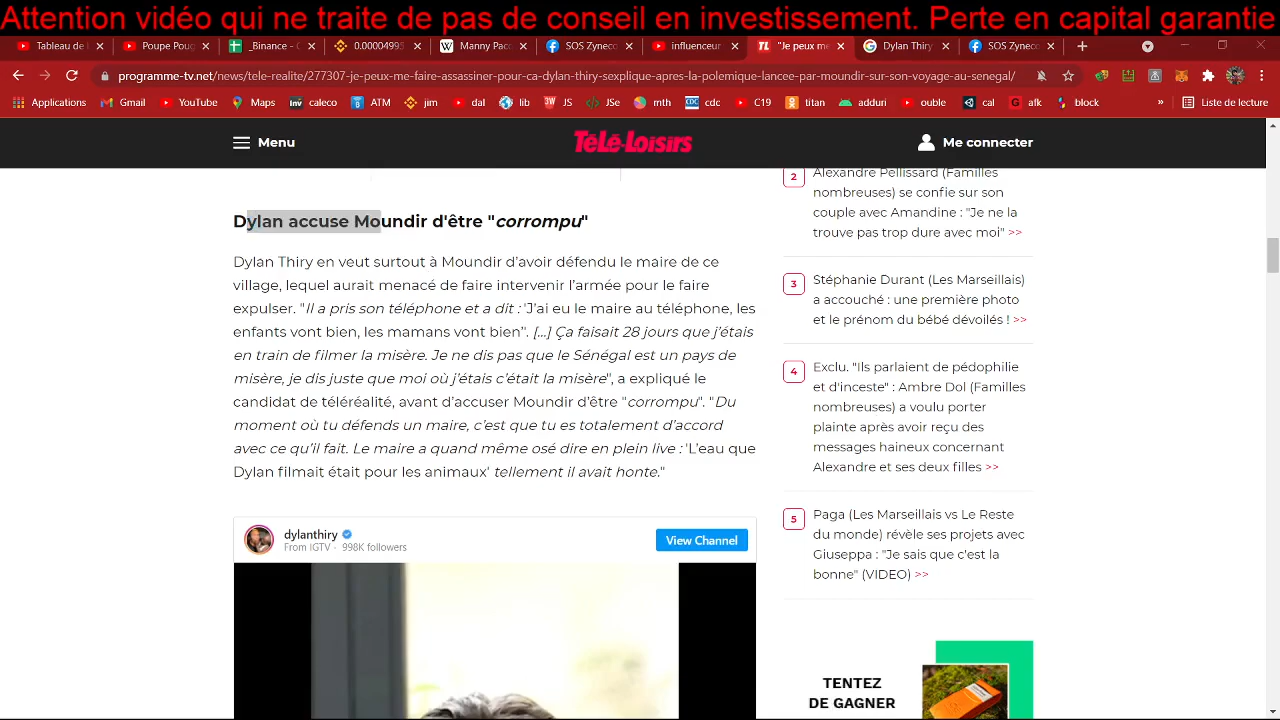 Attention vidéo qui ne traite de pas de conseil en investissement. Perte en capital garantie
Tableau de
Poupe Poup
_Binance - 
0.00004993
Manny Pac
SOS Zyneco
influenceur
"Je peux me
Dylan Thiry
SOS Zyneco
programme-tv.net/news/tele-realite/277307-je-peux-me-faire-assassiner-pour-ca-dylan-thiry-sexplique-apres-la-polemique-lancee-par-moundir-sur-son-voyage-au-senegal/
Applications
Gmail
YouTube
Maps
caleco
ATM
jim
dal
lib
JS
JSe
mth
cdc
C19
titan
adduri
ouble
cal
afk
block
»
Liste de lecture
Menu
TéLé-Loisirs
Me connecter
Dylan accuse Moundir d'être "corrompu"
Dylan Thiry en veut surtout à Moundir d'avoir défendu le maire de ce
village, lequel aurait menacé de faire intervenir l'armée pour le faire
expulser. "Il a pris son téléphone et a dit : 'J'ai eu le maire au téléphone, les
enfants vont bien, les mamans vont bien''. [...] Ça faisait 28 jours que j'étais
en train de filmer la misère. Je ne dis pas que le Sénégal est un pays de
misère, je dis juste que moi où j'étais c'était la misère", a expliqué le
candidat de téléréalité, avant d'accuser Moundir d'être "corrompu". "Du
moment où tu défends un maire, c'est que tu es totalement d'accord
avec ce qu'il fait. Le maire a quand même osé dire en plein live : 'L'eau que
Dylan filmait était pour les animaux' tellement il avait honte."
dylanthiry
From IGTV · 998K followers
View Channel
2
Alexandre Pellissard (Familles
nombreuses) se confie sur son
couple avec Amandine : "Je ne la
trouve pas trop dure avec moi" >>
3
Stéphanie Durant (Les Marseillais)
a accouché : une première photo
et le prénom du bébé dévoilés ! >>
4
Exclu. "Ils parlaient de pédophilie
et d'inceste" : Ambre Dol (Familles
nombreuses) a voulu porter
plainte après avoir reçu des
messages haineux concernant
Alexandre et ses deux filles >>
5
Paga (Les Marseillais vs Le Reste
du monde) révèle ses projets avec
Giuseppa : "Je sais que c'est la
bonne" (VIDEO) >>
TENTEZ
DE GAGNER